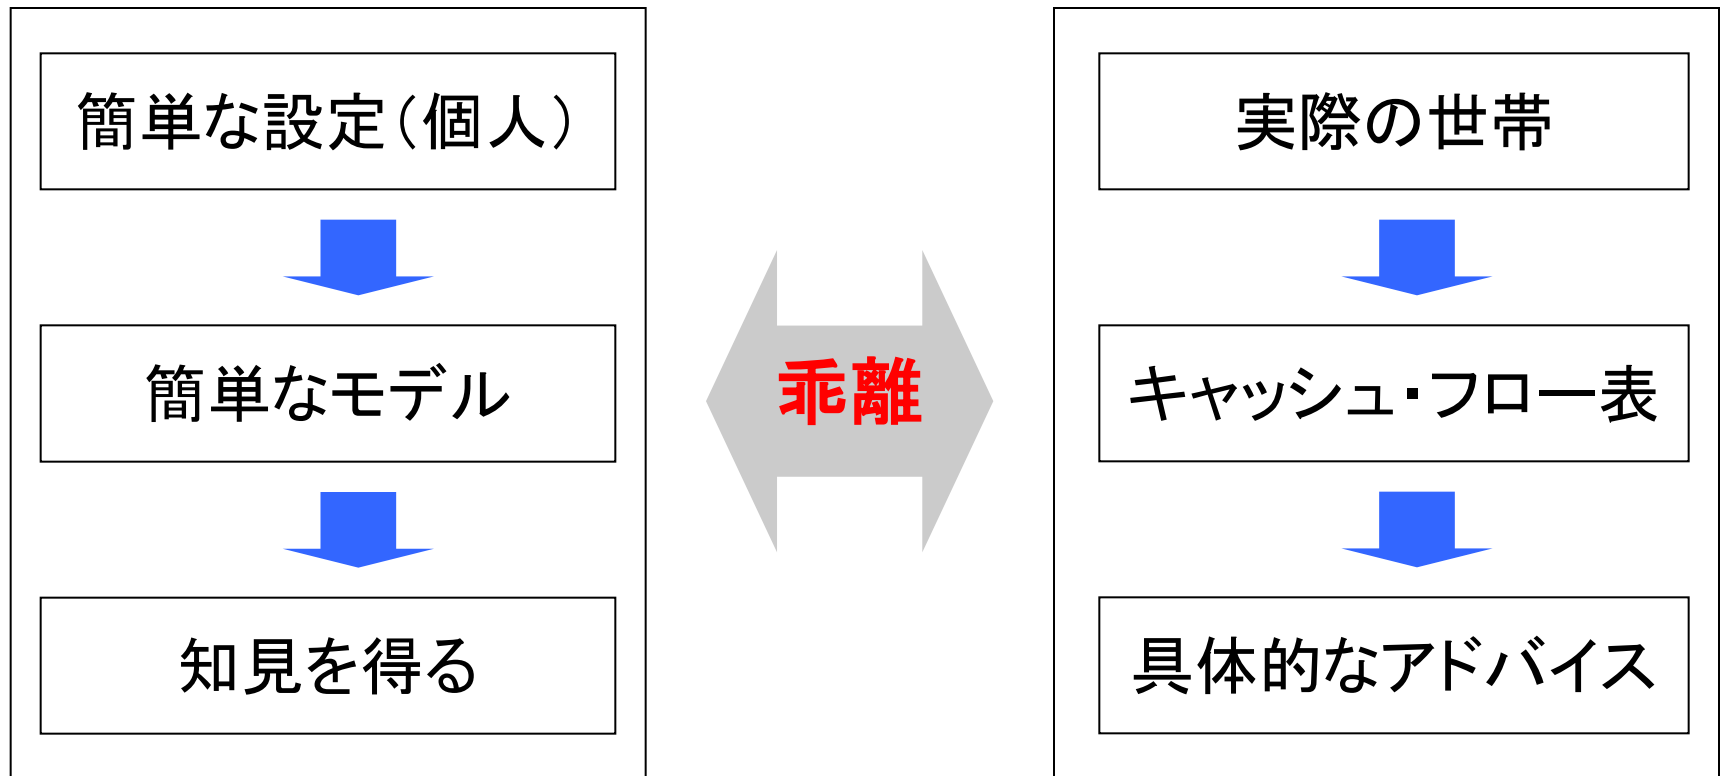 簡単な設定（個人）
簡単なモデル
知見を得る
乖離
実際の世帯
キャッシュ・フロー表
具体的なアドバイス